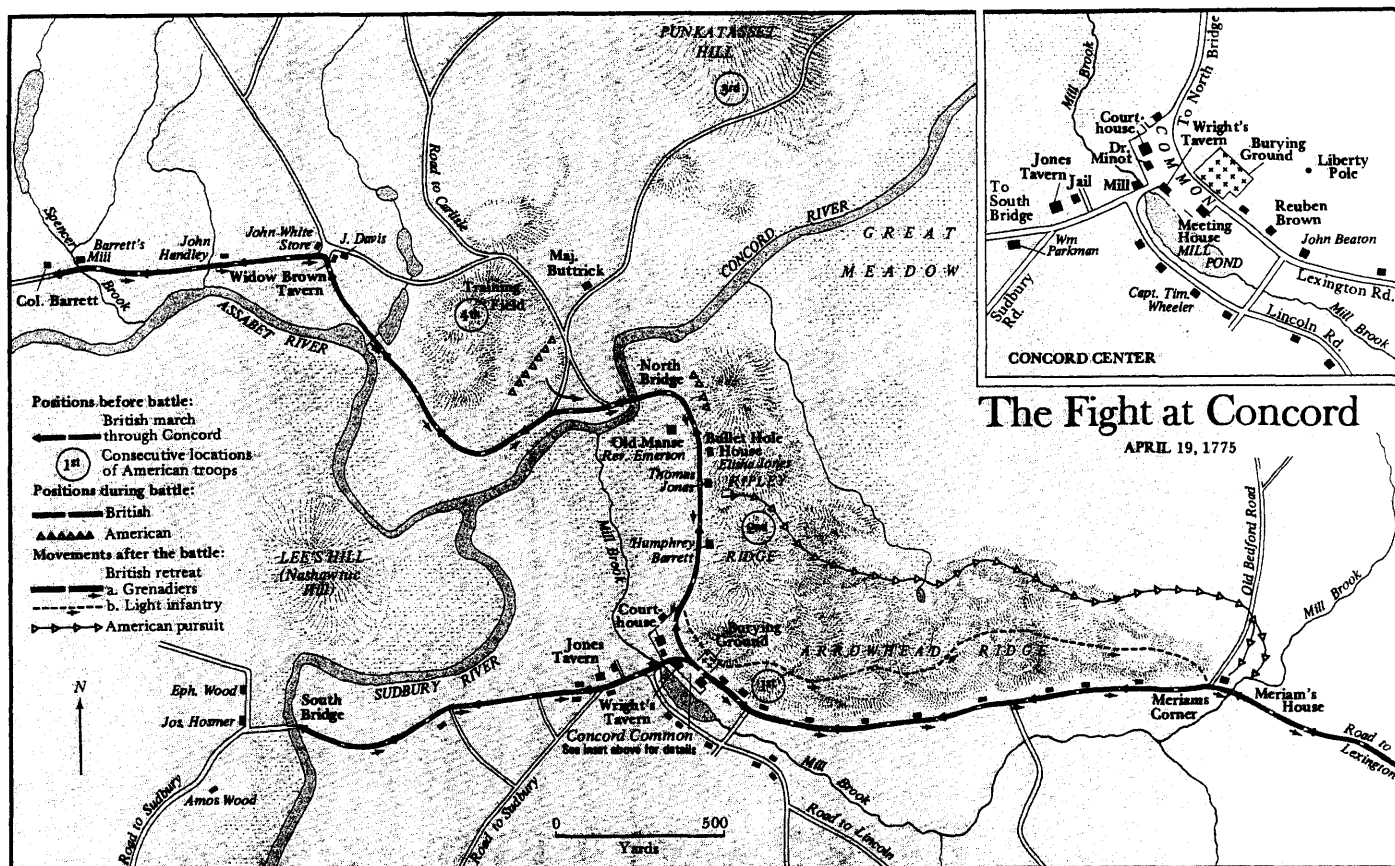 The Fight at Concord
APRIL 19, 1775
PUNKATASSET
HILL
3rd
Road to Carlisle
CONCORD RIVER
GREAT
MEADOW
Spencer
Brook
Barrett's
Mill
John
Handley
John White
Store
J. Davis
Col. Barrett
Widow Brown
Tavern
ASSABET RIVER
Training
Field
4th
Maj.
Buttrick
North
Bridge
Old Manse
Rev. Emerson
Bullet Hole
House
Elisha Jones
Thomas
Jones
RIPLEY
2nd
RIDGE
Humphrey
Barrett
Mill Brook
Positions before battle:
British march
through Concord
1st
Consecutive locations
of American troops
Positions during battle:
British
American
Movements after the battle:
British retreat
a. Grenadiers
b. Light infantry
American pursuit
LEE'S HILL
(Nashawtuc
Hill)
Court-
house
Burying
Ground
ARROWHEAD RIDGE
1st
Jones
Tavern
SUDBURY RIVER
Wright's
Tavern
Concord Common
See inset above for details
N
Eph. Wood
Jos. Hosmer
South
Bridge
Amos Wood
Road to Sudbury
Road to Sudbury
0 500
Yards
Mill Brook
Road to Lincoln
Old Bedford Road
Mill Brook
Meriams
Corner
Meriam's
House
Road to
Lexington
Mill Brook
To North Bridge
Court-
house
COMMON
Wright's
Tavern
Burying
Ground
Liberty
Pole
Dr.
Minot
Jones
Tavern
Jail
Mill
To
South
Bridge
Reuben
Brown
Meeting
House
MILL
POND
John Beaton
Wm
Parkman
Lexington Rd.
Sudbury
Rd.
Capt. Tim.
Wheeler
Lincoln Rd.
Mill Brook
CONCORD CENTER